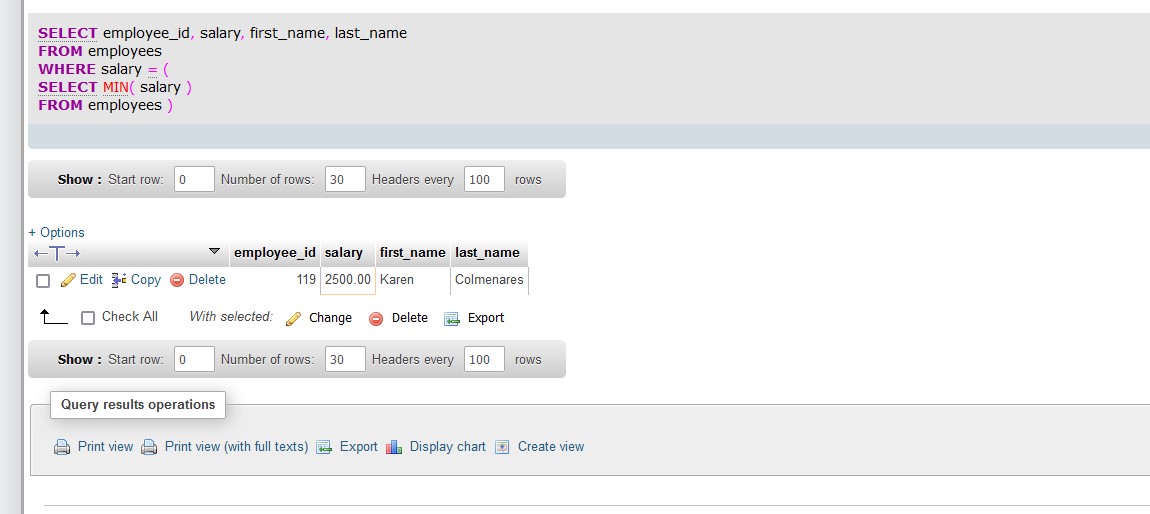 SELECT employee_id, salary, first_name, last_name
FROM employees
WHERE salary = (
SELECT MIN( salary )
FROM employees )
Show : Start row: 0 Number of rows: 30 Headers every 100 rows
+ Options
←T→ employee_id salary first_name last_name
Edit Copy Delete 119 2500.00 Karen Colmenares
Check All With selected: Change Delete Export
Show : Start row: 0 Number of rows: 30 Headers every 100 rows
Query results operations
Print view Print view (with full texts) Export Display chart Create view